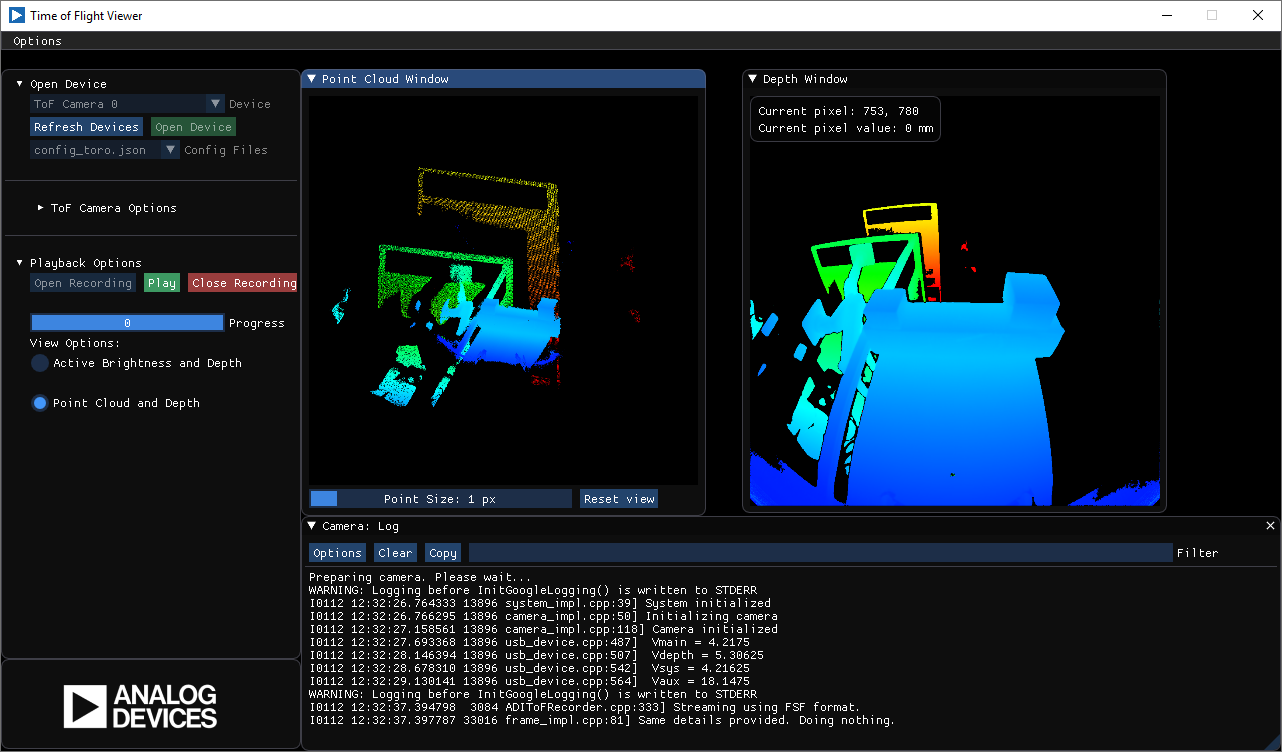 Time of Flight Viewer
Options
Open Device
ToF Camera 0 Device
Refresh Devices Open Device
config_toro.json Config Files
ToF Camera Options
Playback Options
Open Recording Play Close Recording
0 Progress
View Options:
Active Brightness and Depth
Point Cloud and Depth
ANALOG
DEVICES
Point Cloud Window
Point Size: 1 px Reset view
Depth Window
Current pixel: 753, 780
Current pixel value: 0 mm
Camera: Log
Options Clear Copy Filter
Preparing camera. Please wait...
WARNING: Logging before InitGoogleLogging() is written to STDERR
I0112 12:32:26.764333 13896 system_impl.cpp:39] System initialized
I0112 12:32:26.766295 13896 camera_impl.cpp:50] Initializing camera
I0112 12:32:27.158561 13896 camera_impl.cpp:118] Camera initialized
I0112 12:32:27.693368 13896 usb_device.cpp:487]  Vmain = 4.2175
I0112 12:32:28.146394 13896 usb_device.cpp:507]  Vdepth = 5.30625
I0112 12:32:28.678310 13896 usb_device.cpp:542]  Vsys = 4.21625
I0112 12:32:29.130141 13896 usb_device.cpp:564]  Vaux = 18.1475
WARNING: Logging before InitGoogleLogging() is written to STDERR
I0112 12:32:37.394798  3084 ADIToFRecorder.cpp:333] Streaming using FSF format.
I0112 12:32:37.397787 33016 frame_impl.cpp:81] Same details provided. Doing nothing.